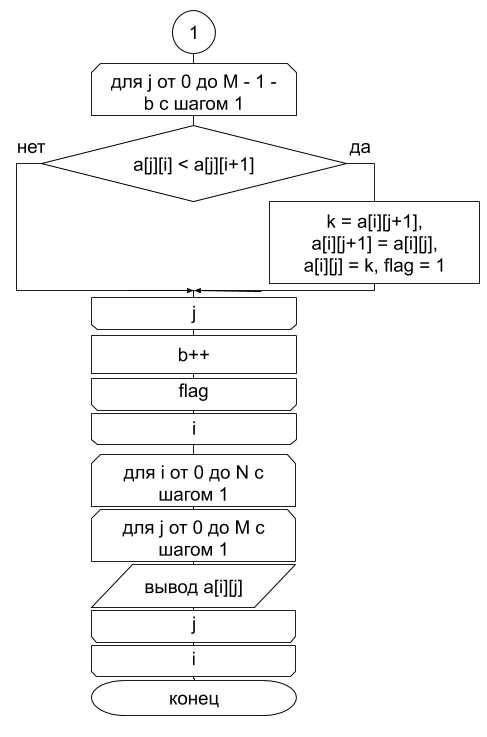 1
для j от 0 до M - 1 -
b с шагом 1
нет
да
a[j][i] < a[j][i+1]
k = a[i][j+1],
a[i][j+1] = a[i][j],
a[i][j] = k, flag = 1
j
b++
flag
i
для i от 0 до N с
шагом 1
для j от 0 до M с
шагом 1
вывод a[i][j]
j
i
конец